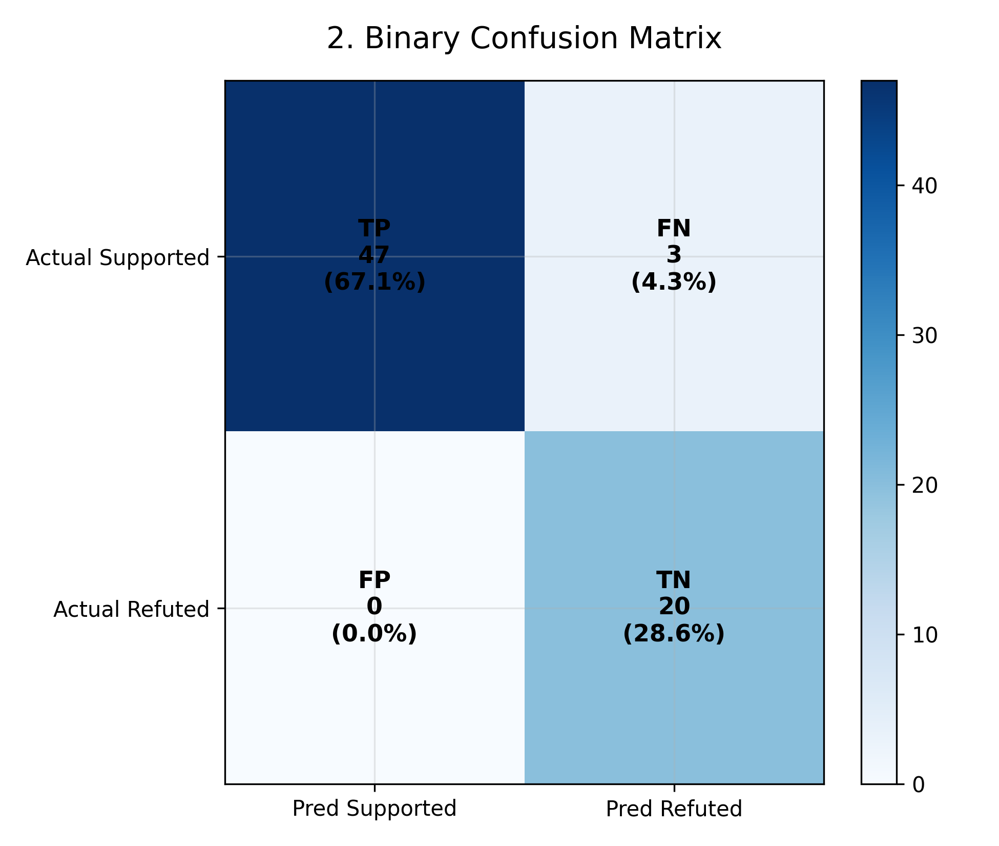 2. Binary Confusion Matrix
Actual Supported
TP
47
(67.1%)
FN
3
(4.3%)
Actual Refuted
FP
0
(0.0%)
TN
20
(28.6%)
Pred Supported
Pred Refuted
40
30
20
10
0